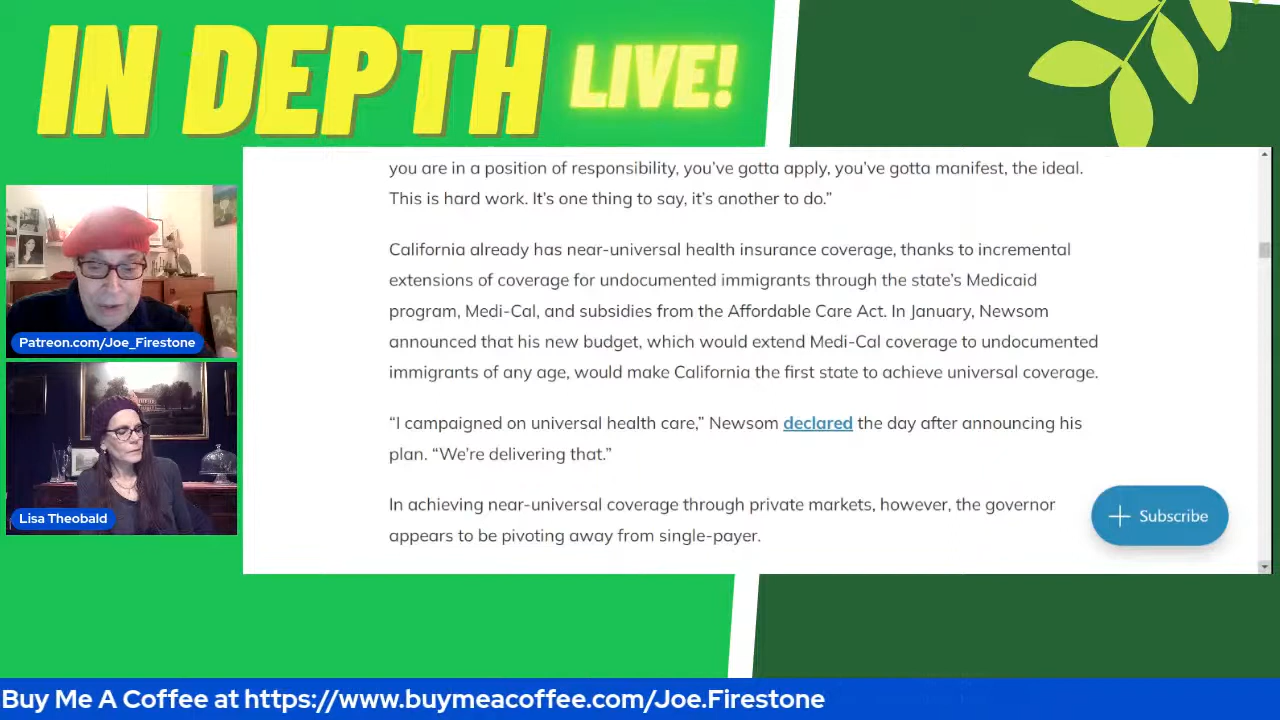 IN DEPTH LIVE!
you are in a position of responsibility, you’ve gotta apply, you’ve gotta manifest, the ideal.
This is hard work. It’s one thing to say, it’s another to do.”
California already has near-universal health insurance coverage, thanks to incremental
extensions of coverage for undocumented immigrants through the state’s Medicaid
program, Medi-Cal, and subsidies from the Affordable Care Act. In January, Newsom
announced that his new budget, which would extend Medi-Cal coverage to undocumented
immigrants of any age, would make California the first state to achieve universal coverage.
“I campaigned on universal health care,” Newsom declared the day after announcing his
plan. “We’re delivering that.”
In achieving near-universal coverage through private markets, however, the governor
appears to be pivoting away from single-payer.
Subscribe
Patreon.com/Joe_Firestone
Lisa Theobald
Buy Me A Coffee at https://www.buymeacoffee.com/Joe.Firestone